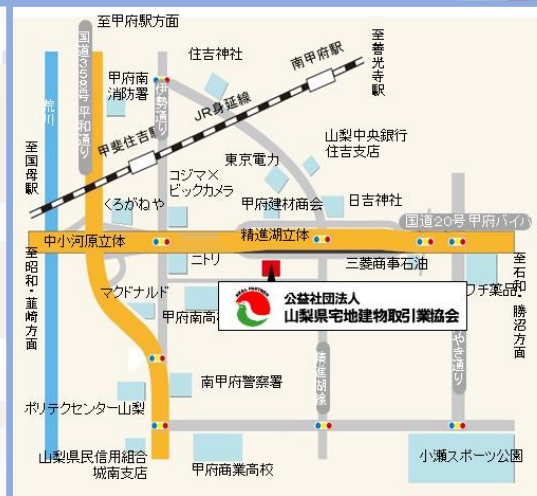 至甲府駅方面
国道358号 平和通り
荒川
甲府南
消防署
伊勢通り
住吉神社
南甲府駅
至善光寺駅
JR身延線
甲斐住吉駅
至国母駅
山梨中央銀行
住吉支店
東京電力
コジマ×
ビックカメラ
くろがねや
甲府建材商会
日吉神社
国道20号 甲府バイパ
中小河原立体
精進湖立体
至昭和・韮崎方面
ニトリ
三菱商事石油
至石和・勝沼方面
マクドナルド
甲府南高
REAL PARTNER
公益社団法人
山梨県宅地建物取引業協会
ウチ薬品
やき通り
精進湖線
南甲府警察署
ポリテクセンター山梨
山梨県民信用組合
城南支店
甲府商業高校
小瀬スポーツ公園